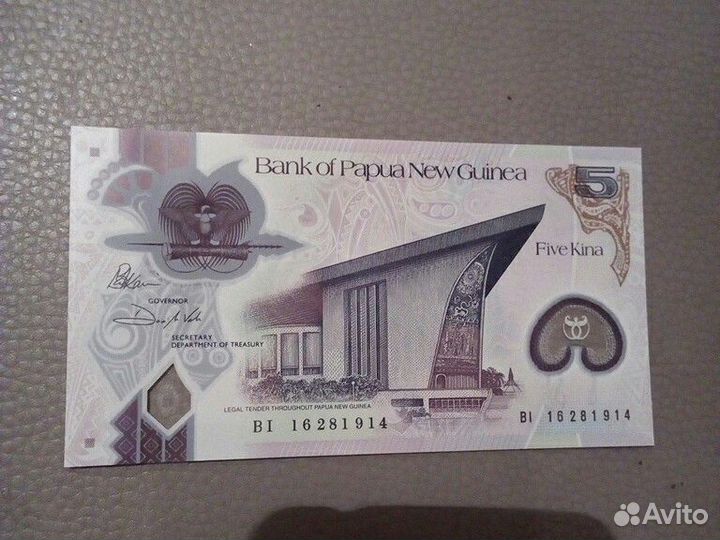 Bank of Papua New Guinea
5
Five Kina
GOVERNOR
SECRETARY
DEPARTMENT OF TREASURY
LEGAL TENDER THROUGHOUT PAPUA NEW GUINEA
BI 16281914
BI 16281914
Avito